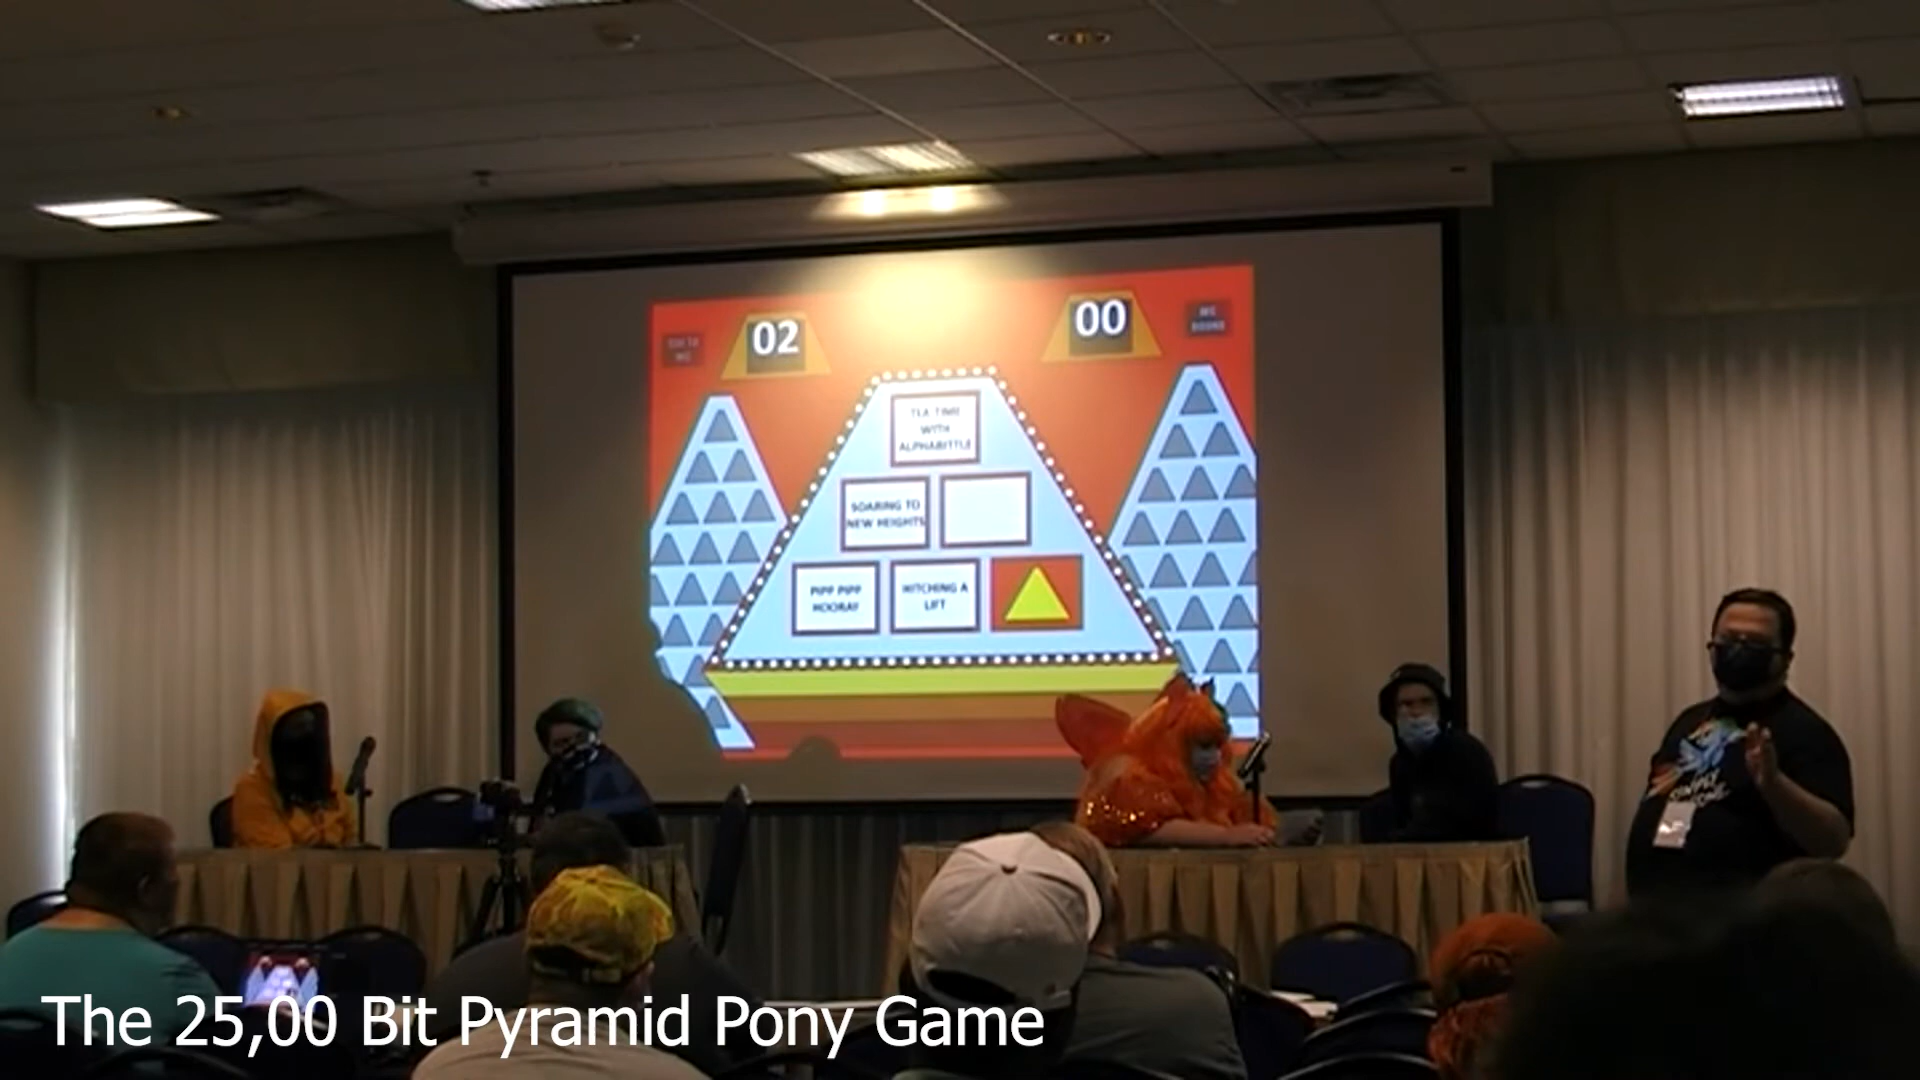 02
00
TEA TIME
WITH
ALPHABITTLE
SOARING TO
NEW HEIGHTS
PIPP PIPP
HOORAY
HITCHING A
LIFT
SIMPLY
The 25,00 Bit Pyramid Pony Game